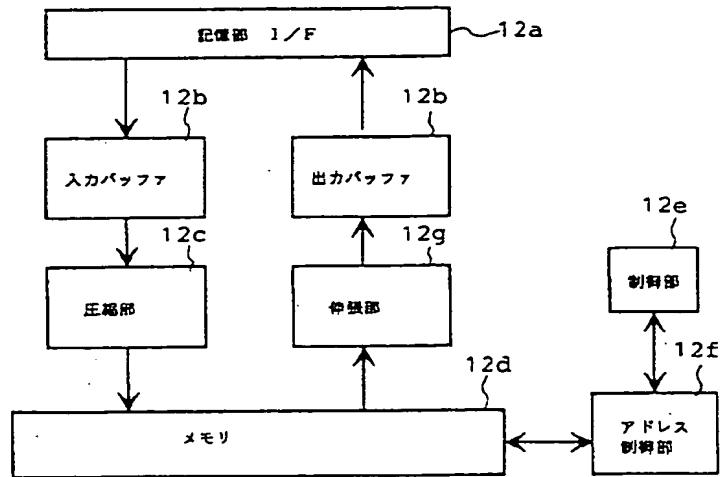 記憶部 I/F
12a
12b
12b
入力バッファ
出力バッファ
12e
12c
12g
制御部
圧縮部
伸張部
12f
12d
メモリ
アドレス
制御部